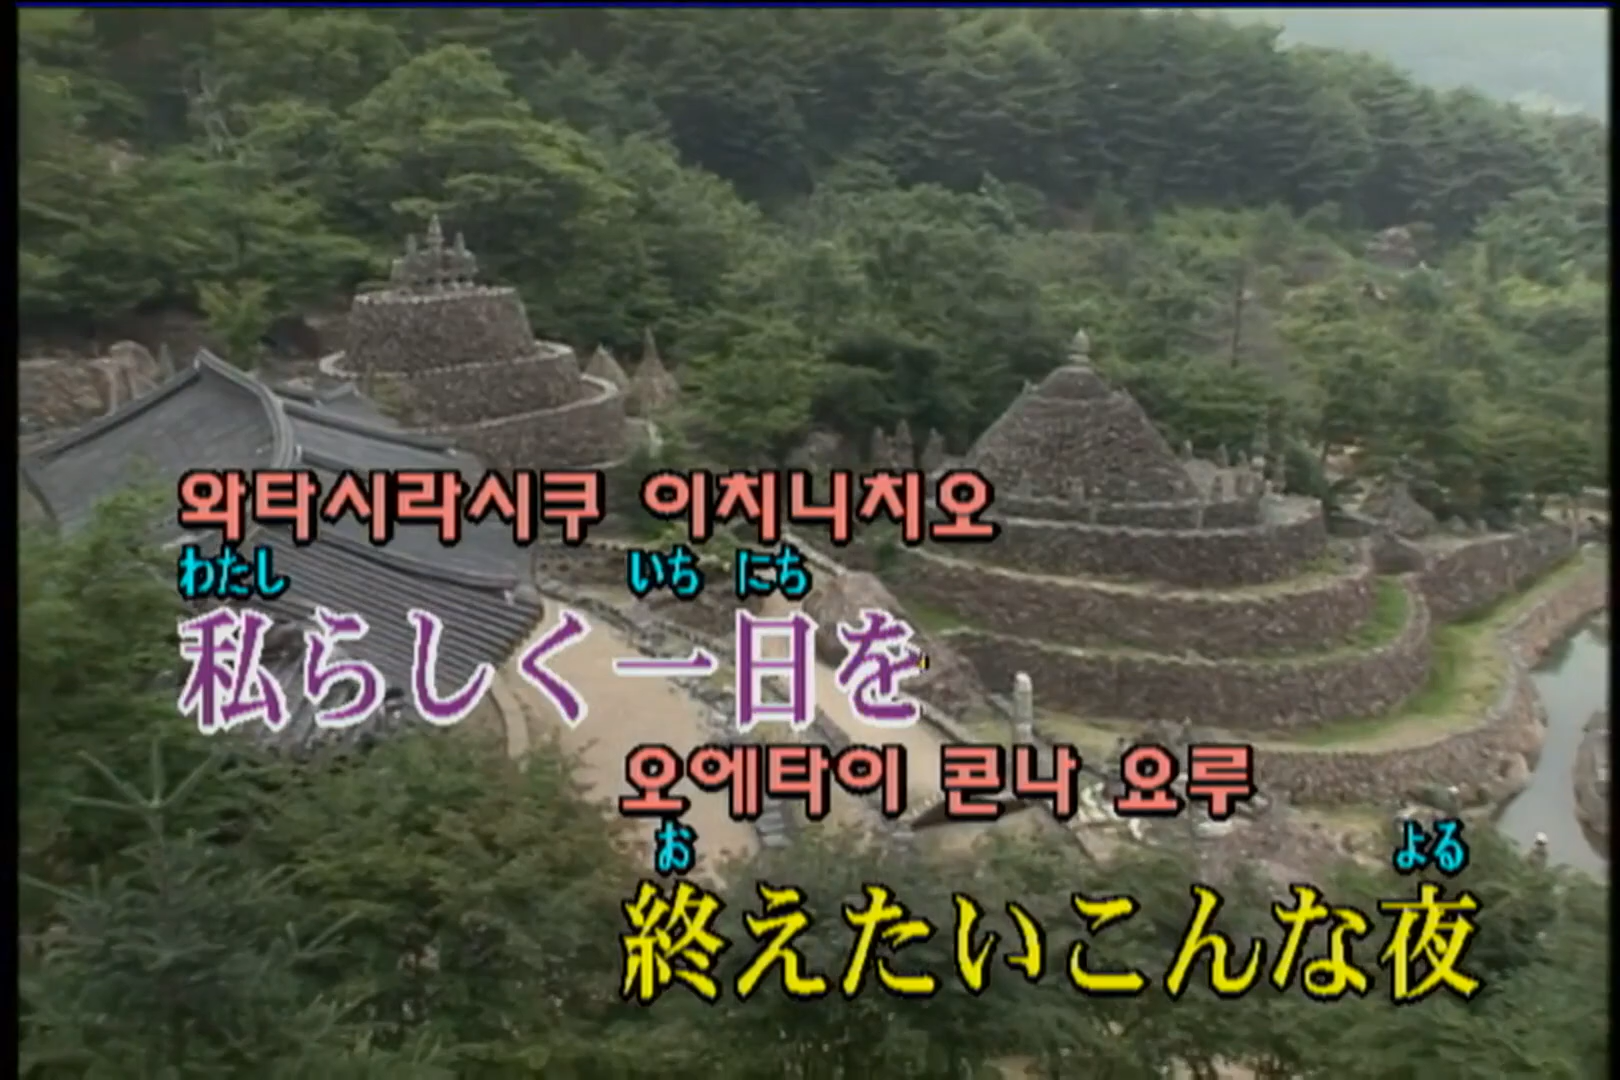 와타시라시쿠 이치니치오
わたし いち にち
私らしく一日を
오에타이 콘나 요루
お よる
終えたいこんな夜